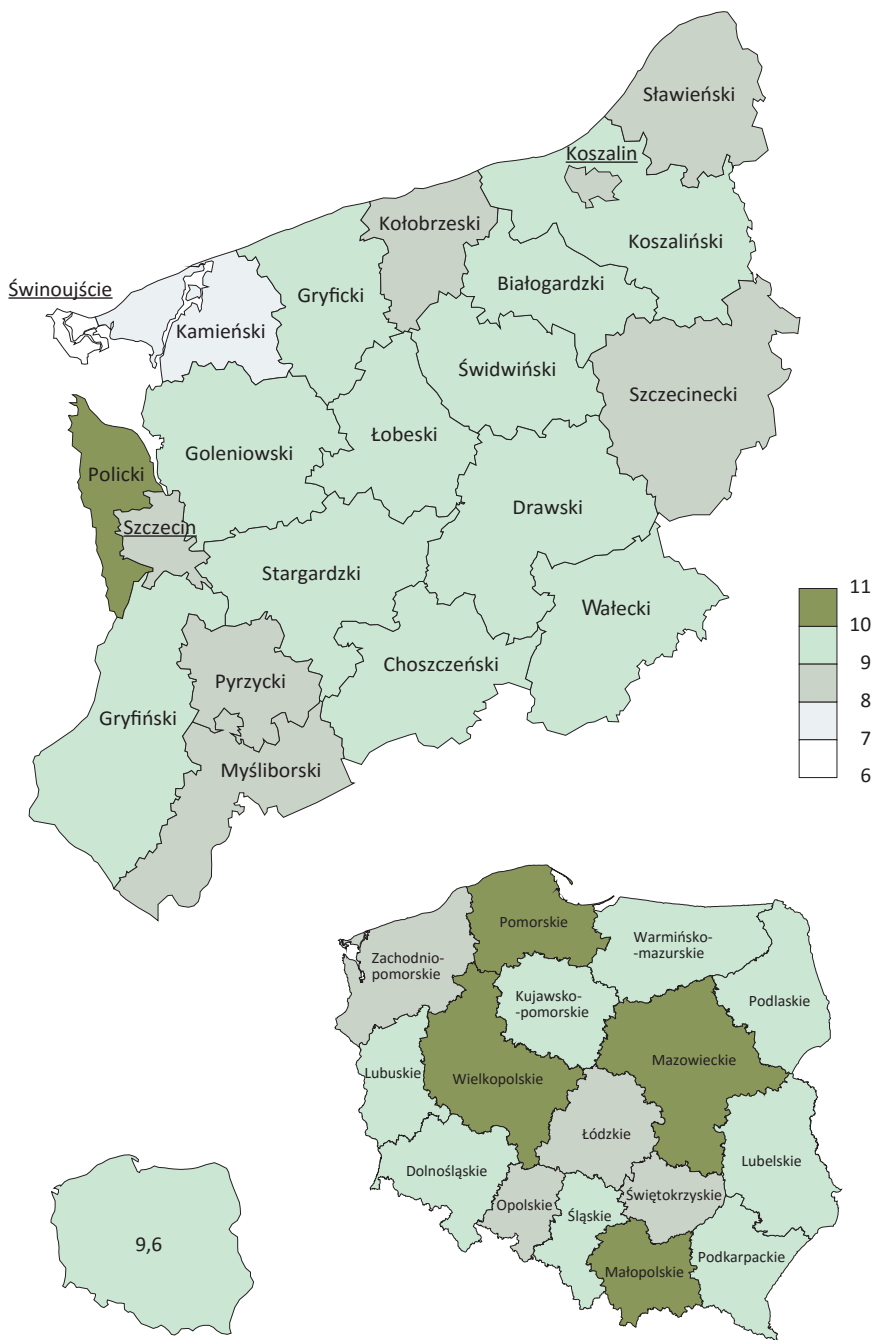 Sławieński
Koszalin
Kołobrzeski
Koszaliński
Świnoujście
Gryficki
Białogardzki
Kamieński
Świdwiński
Szczecinecki
Łobeski
Goleniowski
Policki
Drawski
Szczecin
Stargardzki
Wałecki
Choszczeński
Pyrzycki
Gryfiński
Myśliborski
11
10
9
8
7
6
Pomorskie
Warmińsko-
-mazurskie
Zachodnio-
pomorskie
Kujawsko-
-pomorskie
Podlaskie
Mazowieckie
Lubuskie
Wielkopolskie
Łódzkie
Lubelskie
Dolnośląskie
Opolskie
Świętokrzyskie
Śląskie
Podkarpackie
Małopolskie
9,6